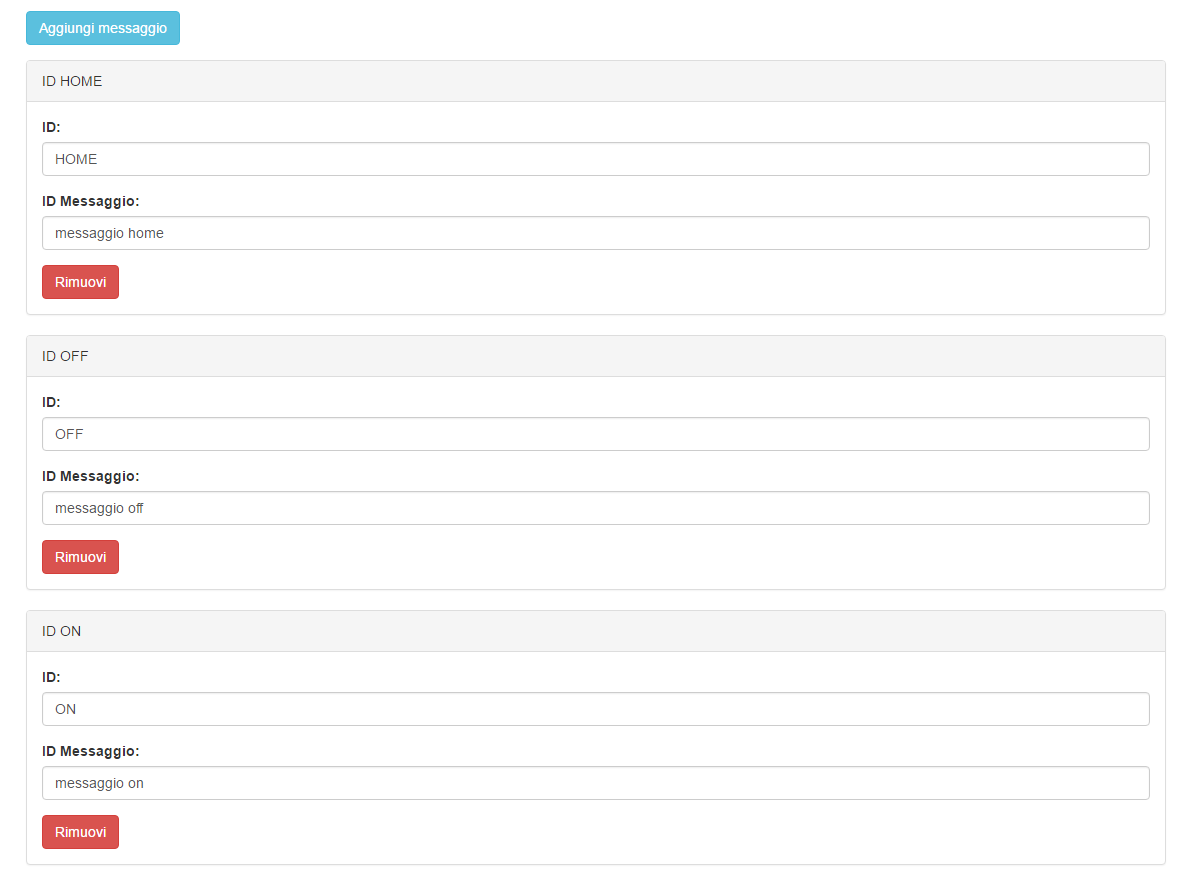 Aggiungi messaggio
ID HOME
ID:
HOME
ID Messaggio:
messaggio home
Rimuovi
ID OFF
ID:
OFF
ID Messaggio:
messaggio off
Rimuovi
ID ON
ID:
ON
ID Messaggio:
messaggio on
Rimuovi